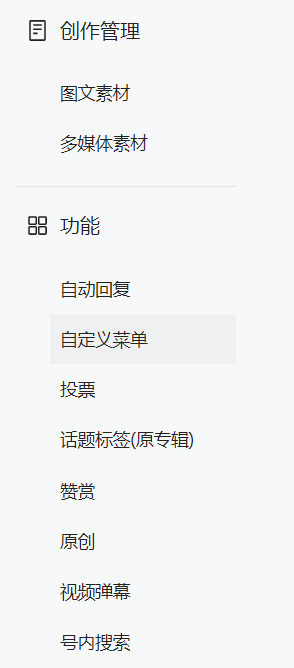 创作管理
图文素材
多媒体素材
功能
自动回复
自定义菜单
投票
话题标签(原专辑)
赞赏
原创
视频弹幕
号内搜索